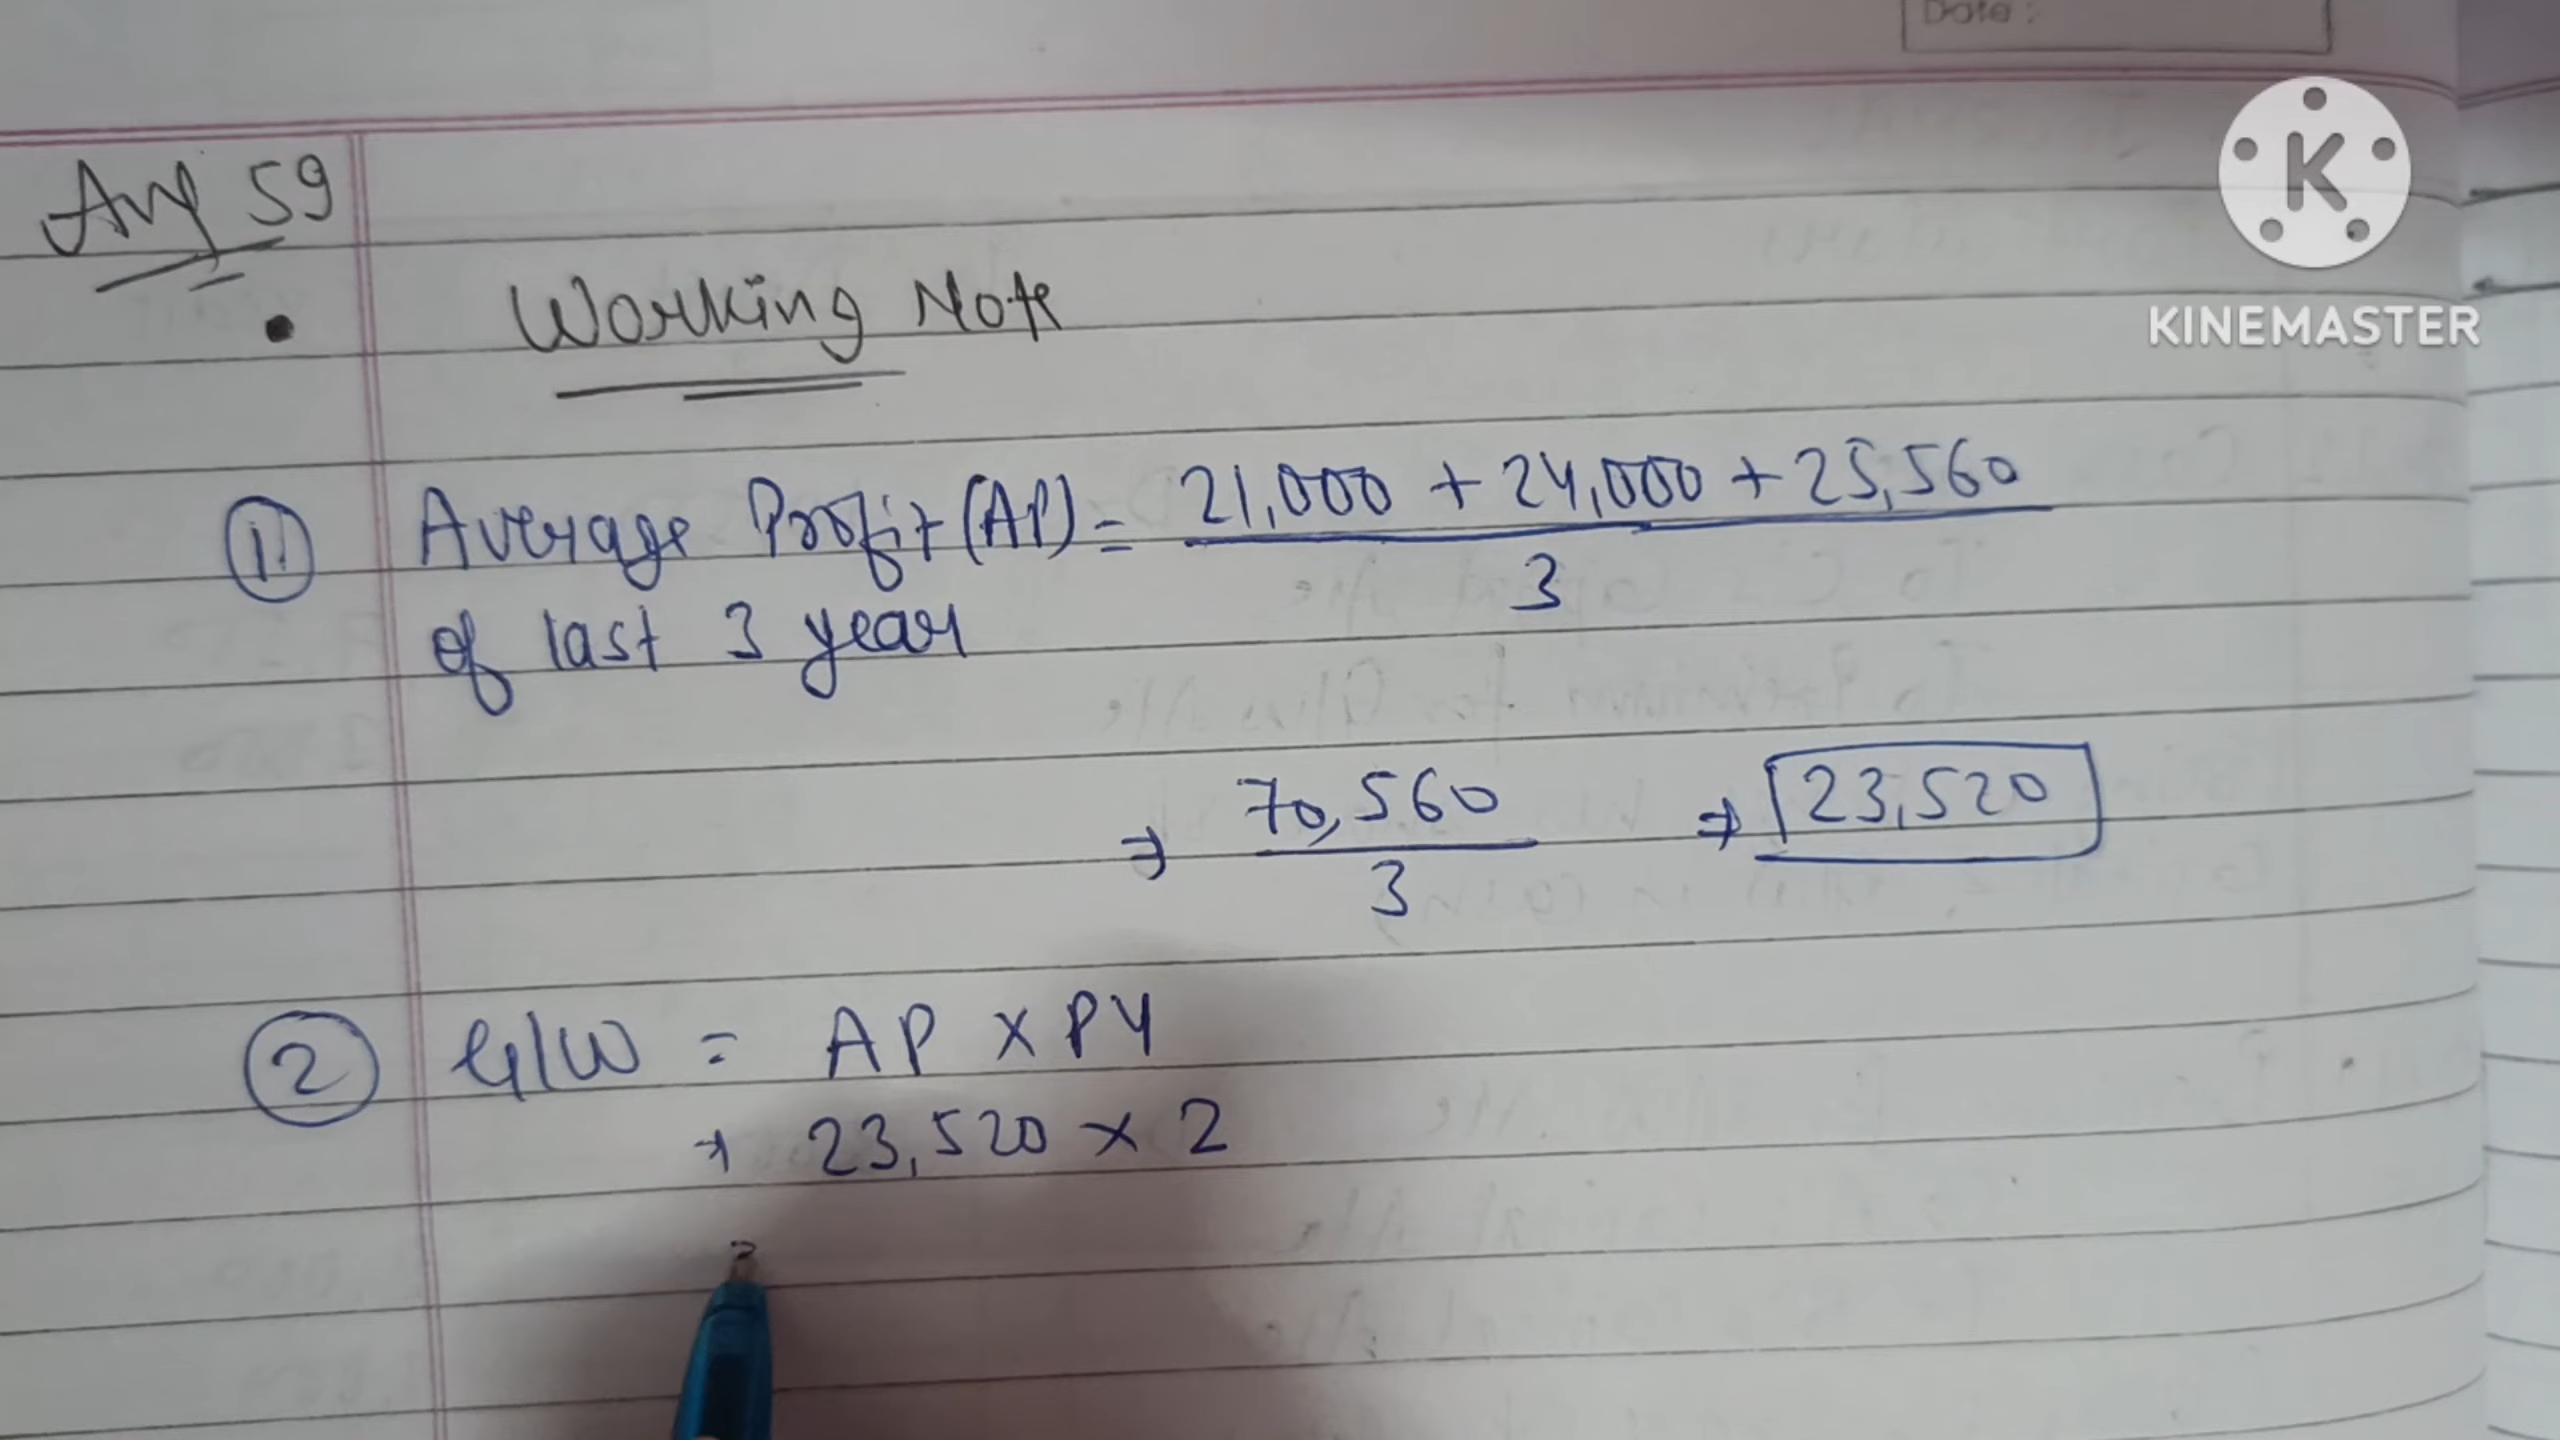 Date :
Ans 59
K
KINEMASTER
Working Note
① Average Profit (AP) = 21,000 + 24,000 + 25,560
3
of last 3 year
⇒ 70,560 ⇒ 23,520
3
② G/W = AP × PY
⇒ 23,520 × 2